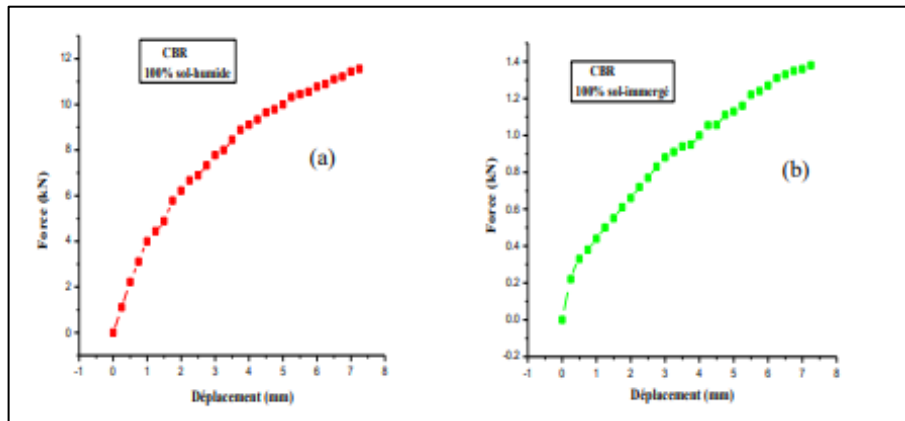 CBR
100% sol-humide
(a)
Force (kN)
12
10
8
6
4
2
0
-1 0 1 2 3 4 5 6 7 8
Déplacement (mm)
CBR
100% sol-immergé
(b)
Force (kN)
1.4
1.2
1.0
0.8
0.6
0.4
0.2
0.0
-0.2
-1 0 1 2 3 4 5 6 7 8
Déplacement (mm)